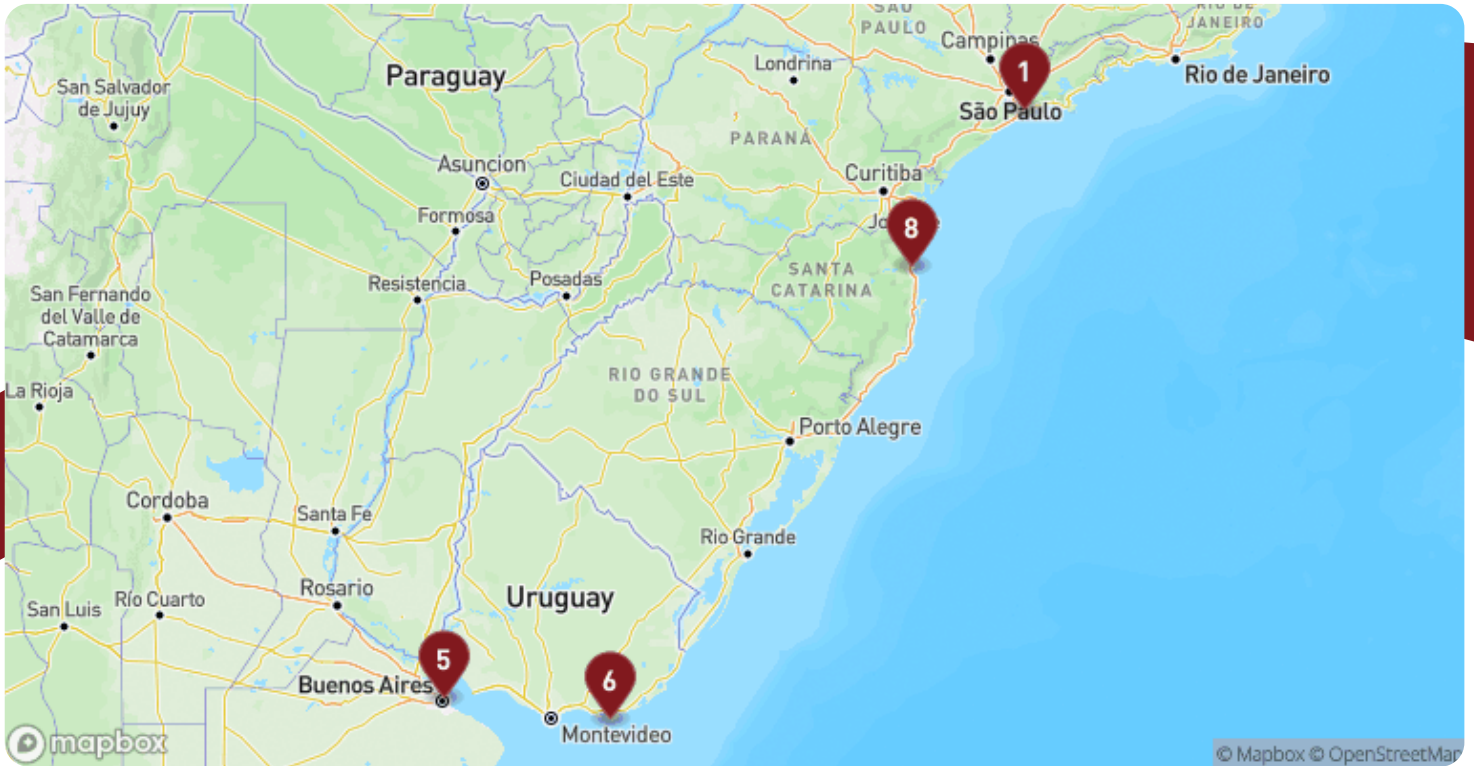 SÃO
PAULO
RIO DE
JANEIRO
Campinas
Londrina
1
Rio de Janeiro
Paraguay
San Salvador
de Jujuy
São Paulo
PARANÁ
Asuncion
Curitiba
Ciudad del Este
Formosa
8
SANTA
CATARINA
Resistencia
Posadas
San Fernando
del Valle de
Catamarca
RIO GRANDE
DO SUL
La Rioja
Porto Alegre
Cordoba
Santa Fe
Rio Grande
Rosario
Uruguay
San Luis
Río Cuarto
5
6
Buenos Aires
Montevideo
mapbox
© Mapbox © OpenStreetMap